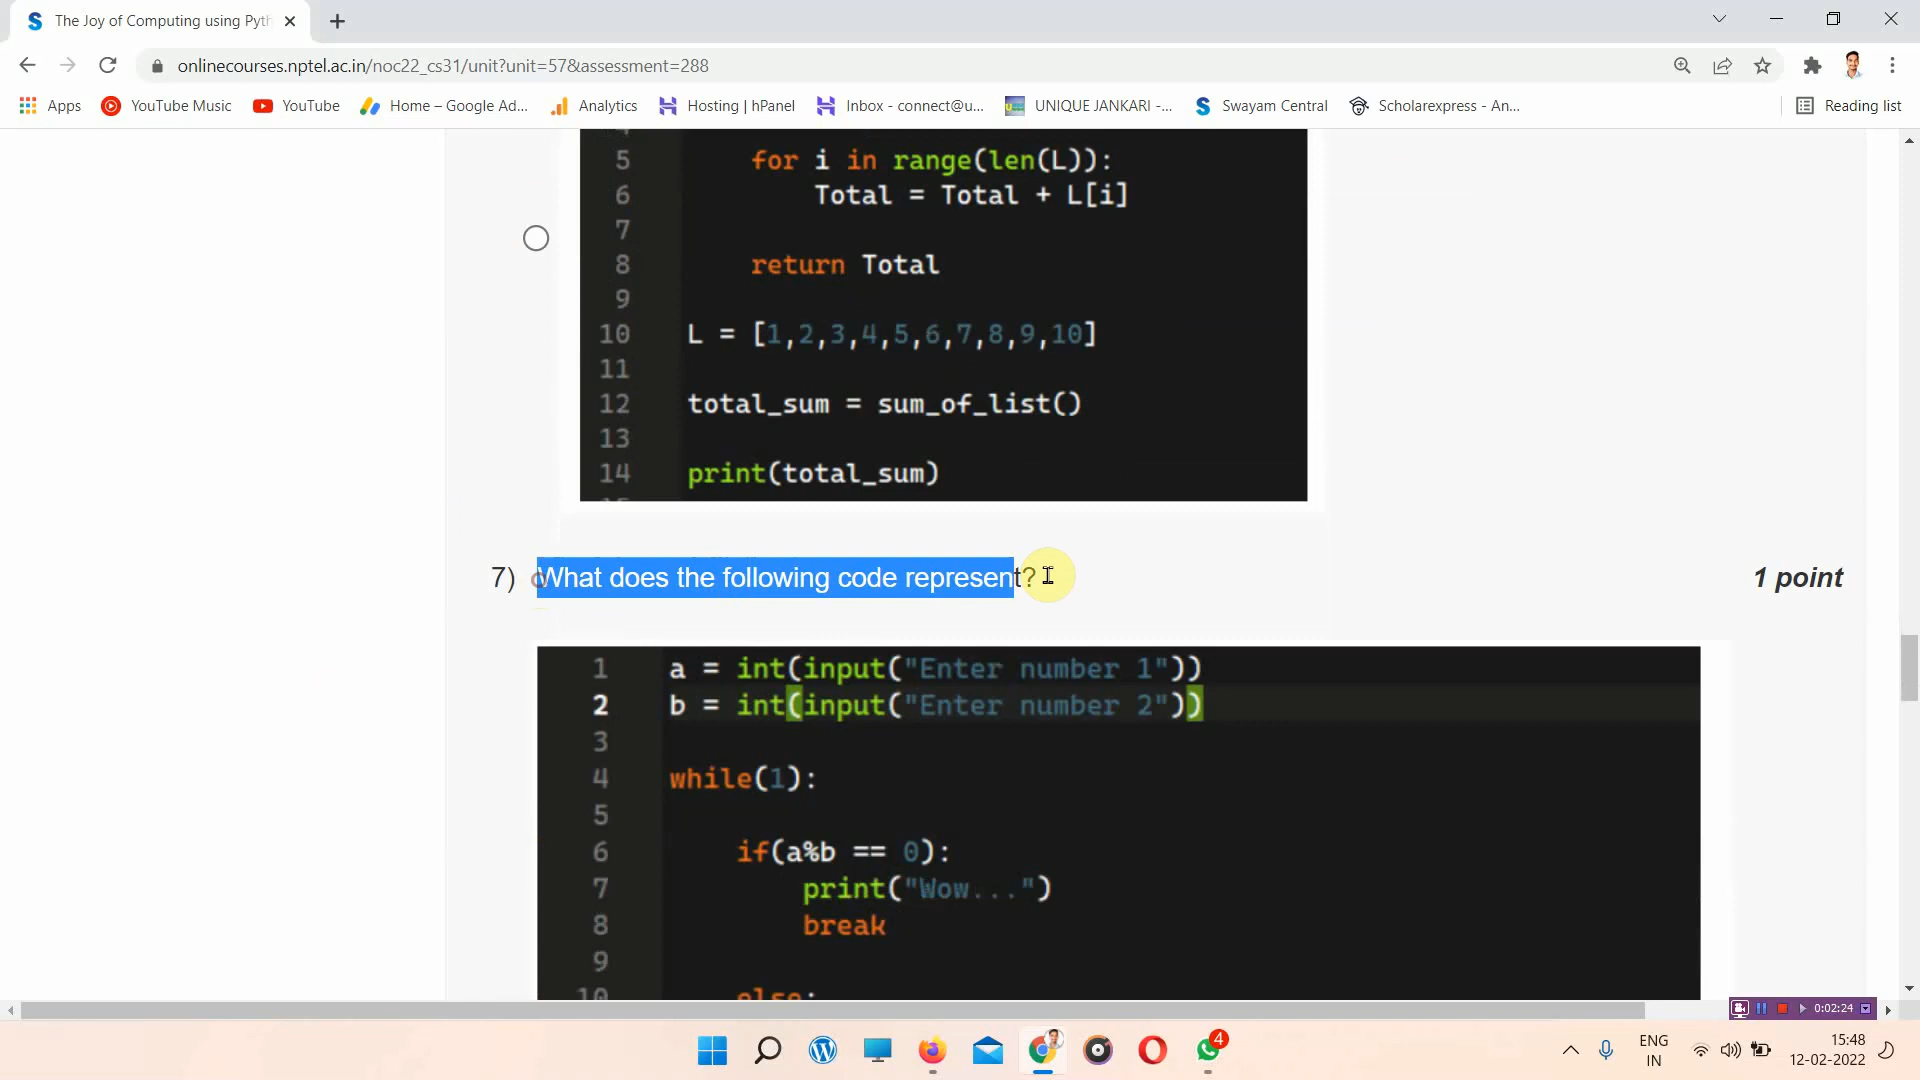 The Joy of Computing using Pyth
onlinecourses.nptel.ac.in/noc22_cs31/unit?unit=57&assessment=288
Apps YouTube Music YouTube Home – Google Ad... Analytics Hosting | hPanel Inbox - connect@u... UNIQUE JANKARI -... Swayam Central Scholarexpress - An... Reading list
4
5 for i in range(len(L)):
6 Total = Total + L[i]
7
8 return Total
9
10 L = [1,2,3,4,5,6,7,8,9,10]
11
12 total_sum = sum_of_list()
13
14 print(total_sum)
7) What does the following code represent? 1 point
1 a = int(input("Enter number 1"))
2 b = int(input("Enter number 2"))
3
4 while(1):
5
6 if(a%b == 0):
7 print("Wow...")
8 break
9
10 else:
0:02:24
4
ENG
IN
15:48
12-02-2022